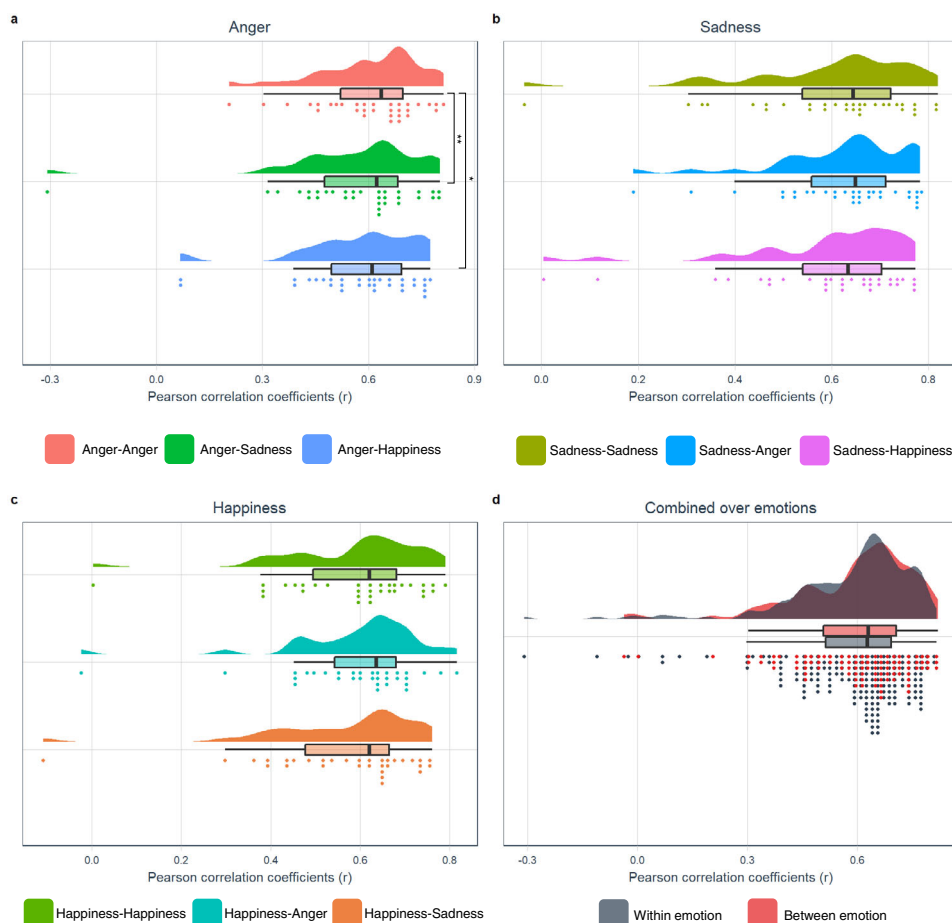 a
Anger
**
*
-0.3 0.0 0.3 0.6 0.9
Pearson correlation coefficients (r)
Anger-Anger Anger-Sadness Anger-Happiness
b
Sadness
0.0 0.2 0.4 0.6 0.8
Pearson correlation coefficients (r)
Sadness-Sadness Sadness-Anger Sadness-Happiness
c
Happiness
0.0 0.2 0.4 0.6 0.8
Pearson correlation coefficients (r)
Happiness-Happiness Happiness-Anger Happiness-Sadness
d
Combined over emotions
-0.3 0.0 0.3 0.6
Pearson correlation coefficients (r)
Within emotion Between emotion